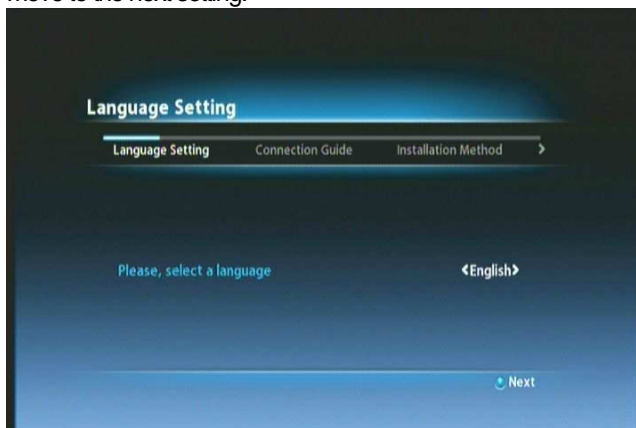 move to the next setting.
Language Setting
Language Setting Connection Guide Installation Method >
Please, select a language <English>
Next